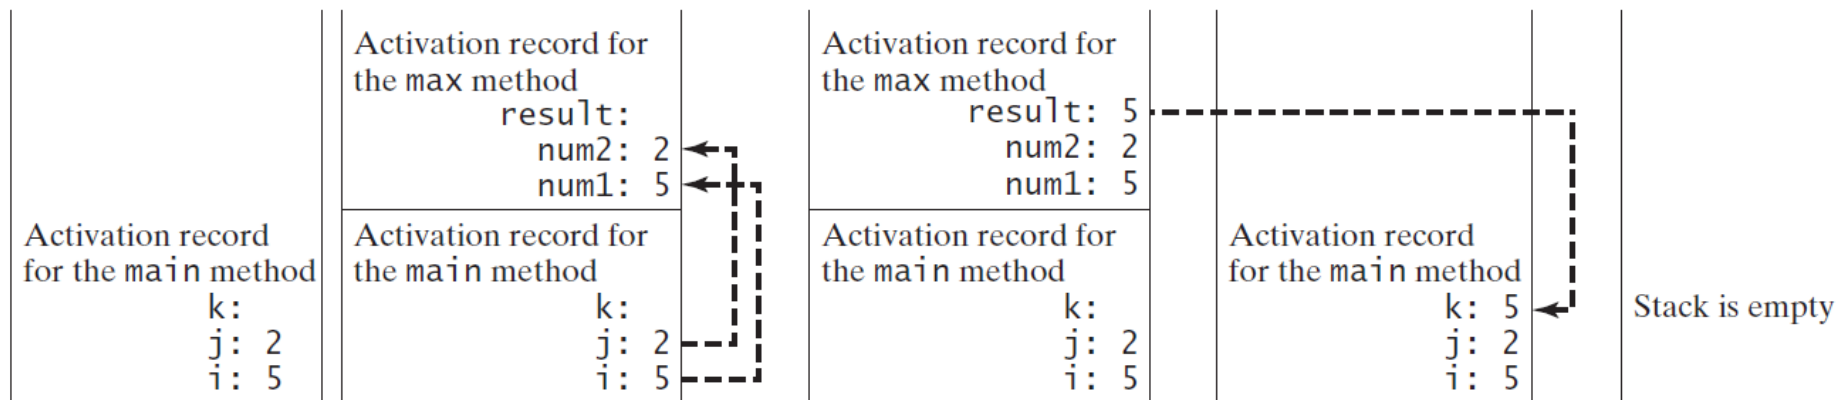 Activation record
for the main method
k:
j: 2
i: 5
Activation record for
the max method
result:
num2: 2
num1: 5
Activation record for
the main method
k:
j: 2
i: 5
Activation record for
the max method
result: 5
num2: 2
num1: 5
Activation record for
the main method
k:
j: 2
i: 5
Activation record
for the main method
k: 5
j: 2
i: 5
Stack is empty